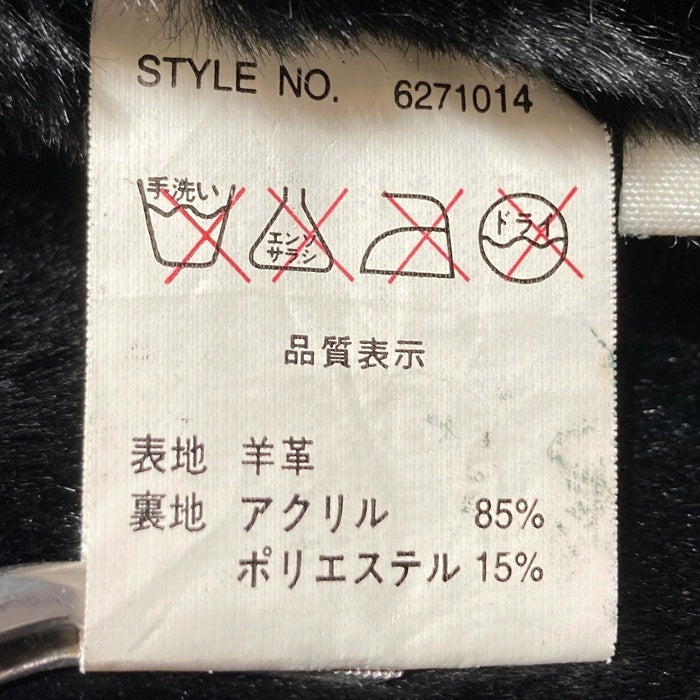 STYLE NO. 6271014
手洗い
エンソ
サラシ
ドライ
品質表示
表地 羊革
裏地 アクリル 85%
ポリエステル 15%